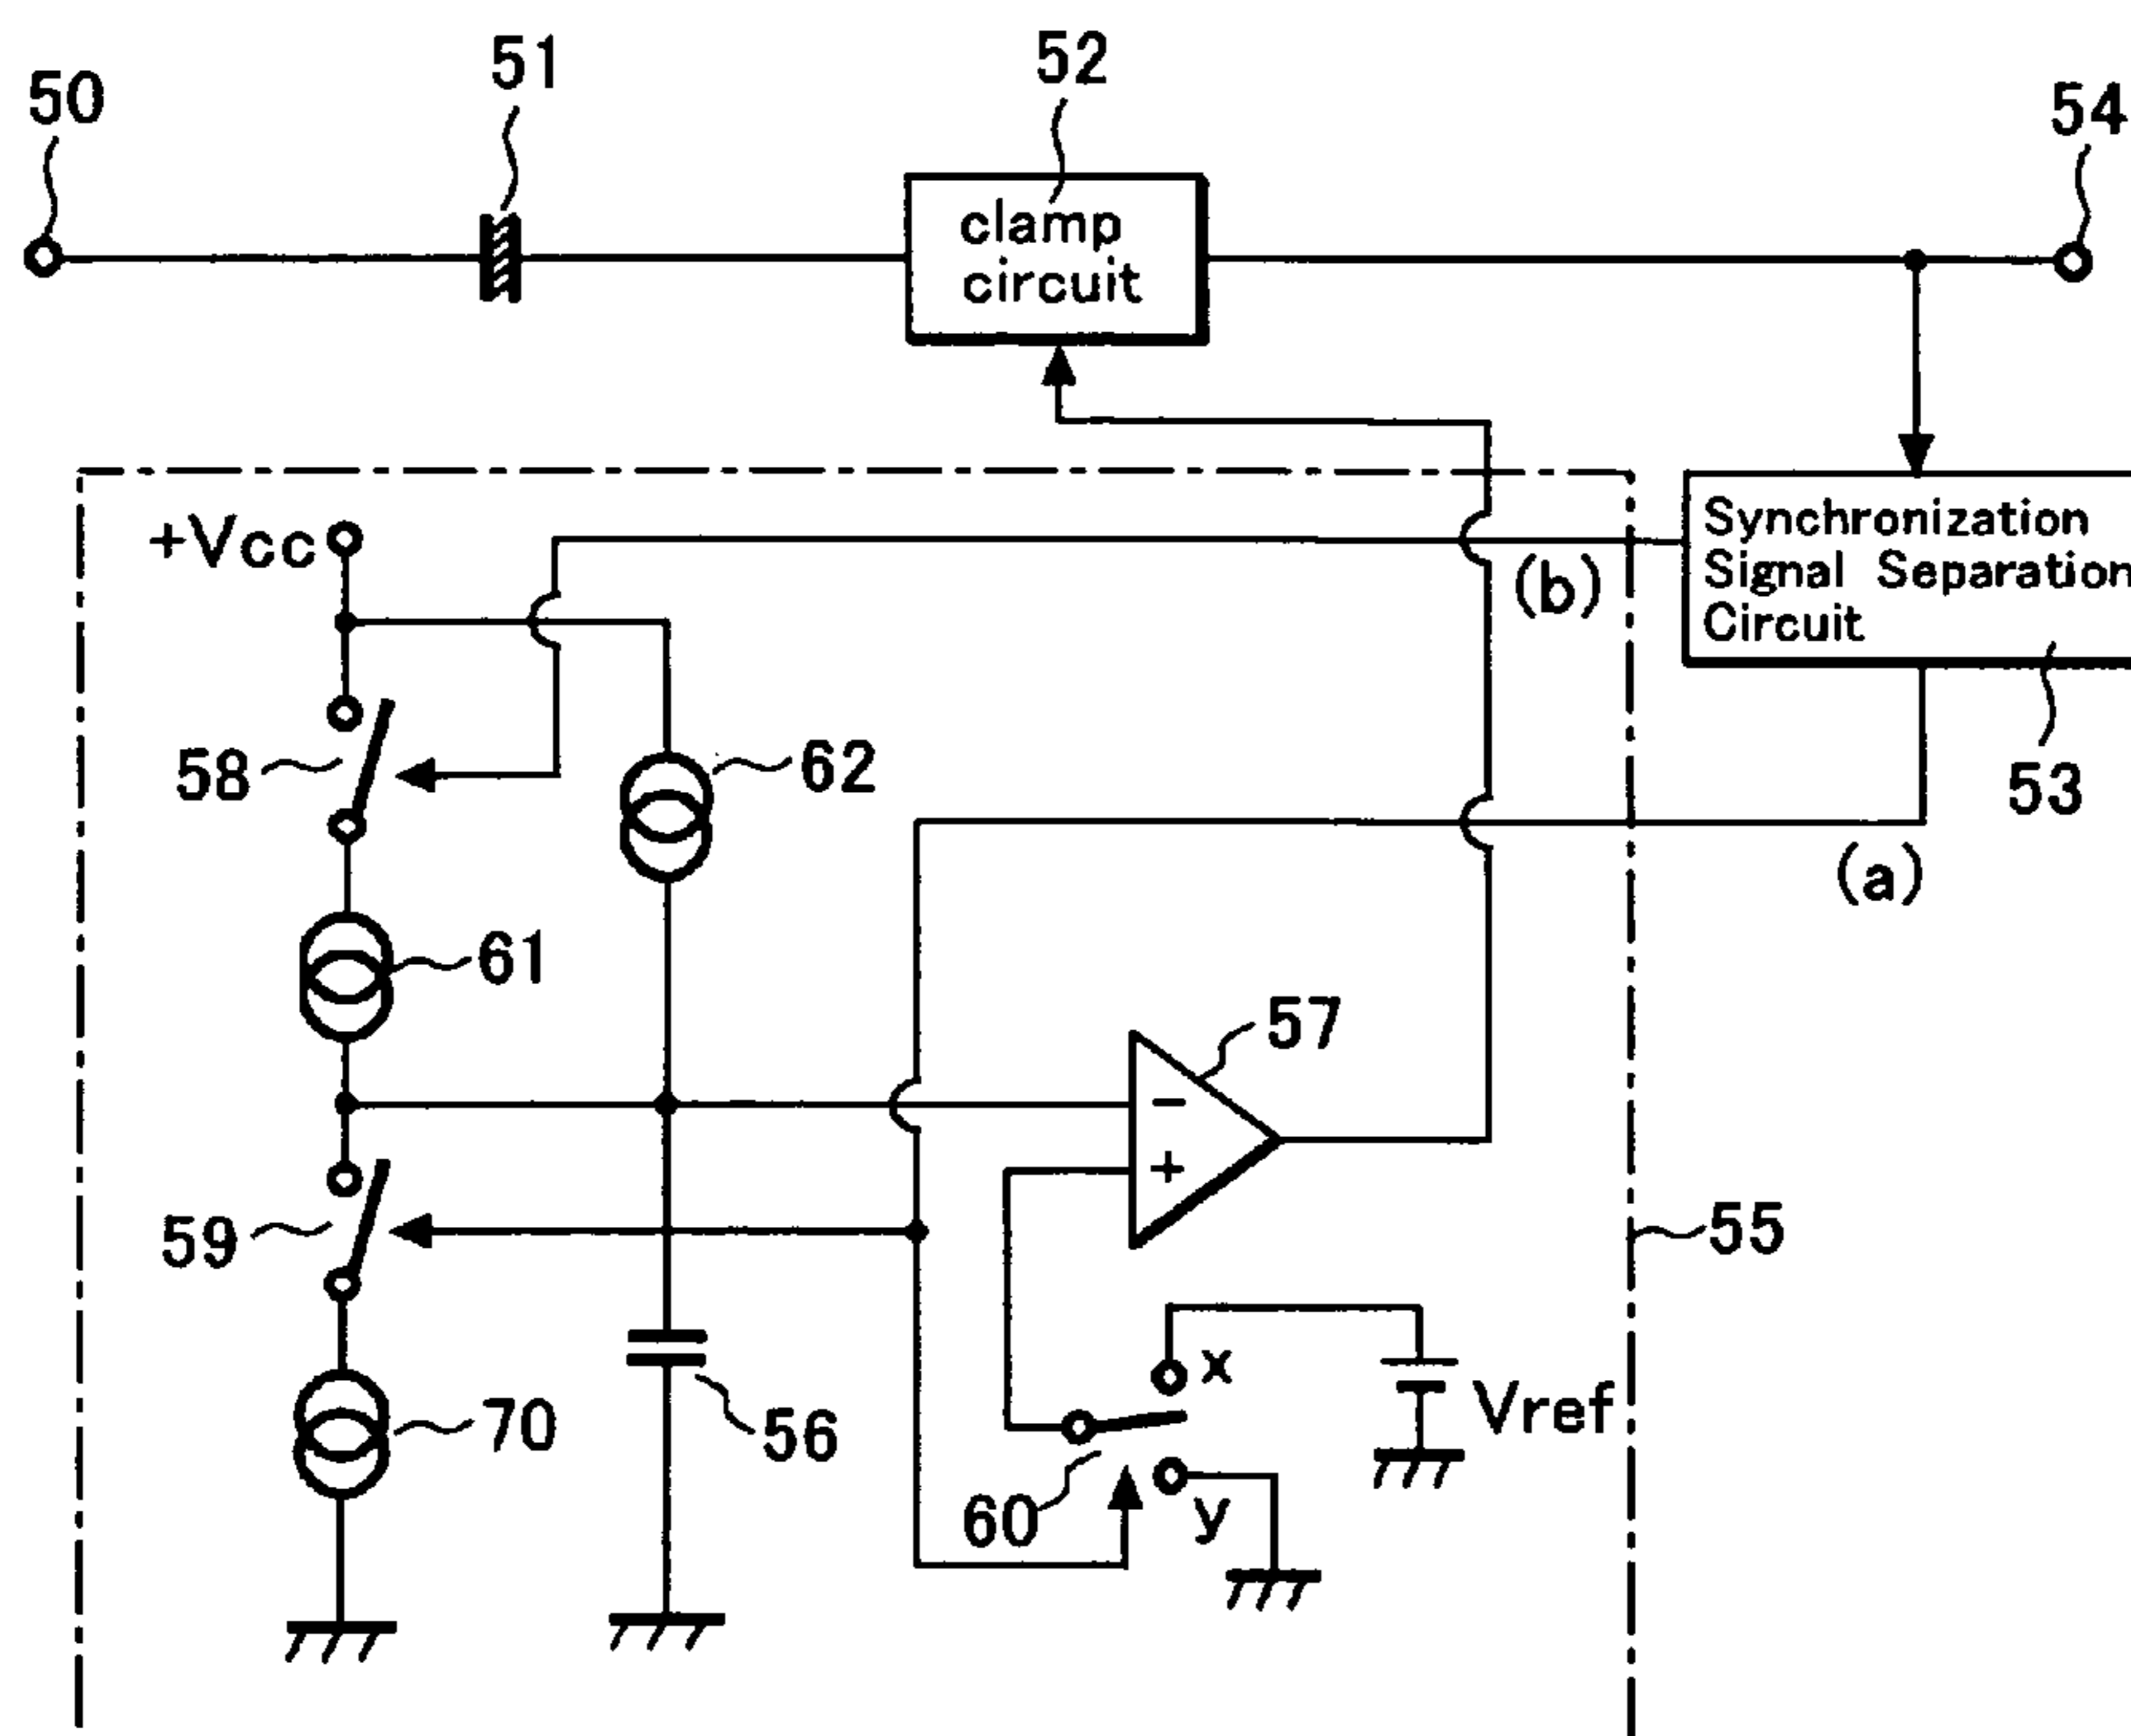 50
51
52
54
clamp
circuit
+Vcc
(b)
Synchronization
Signal Separation
Circuit
58
62
53
(a)
61
57
−
+
59
55
x
70
56
Vref
60
y